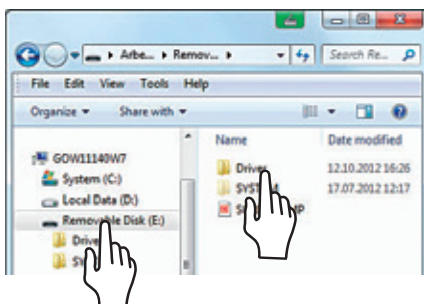 Arbe... Remov... Search Re...
File Edit View Tools Help
Organize Share with
Name Date modified
GOW11140W7
System (C:)
Local Data (D:)
Removable Disk (E:)
Driver 12.10.2012 16:26
17.07.2012 12:17